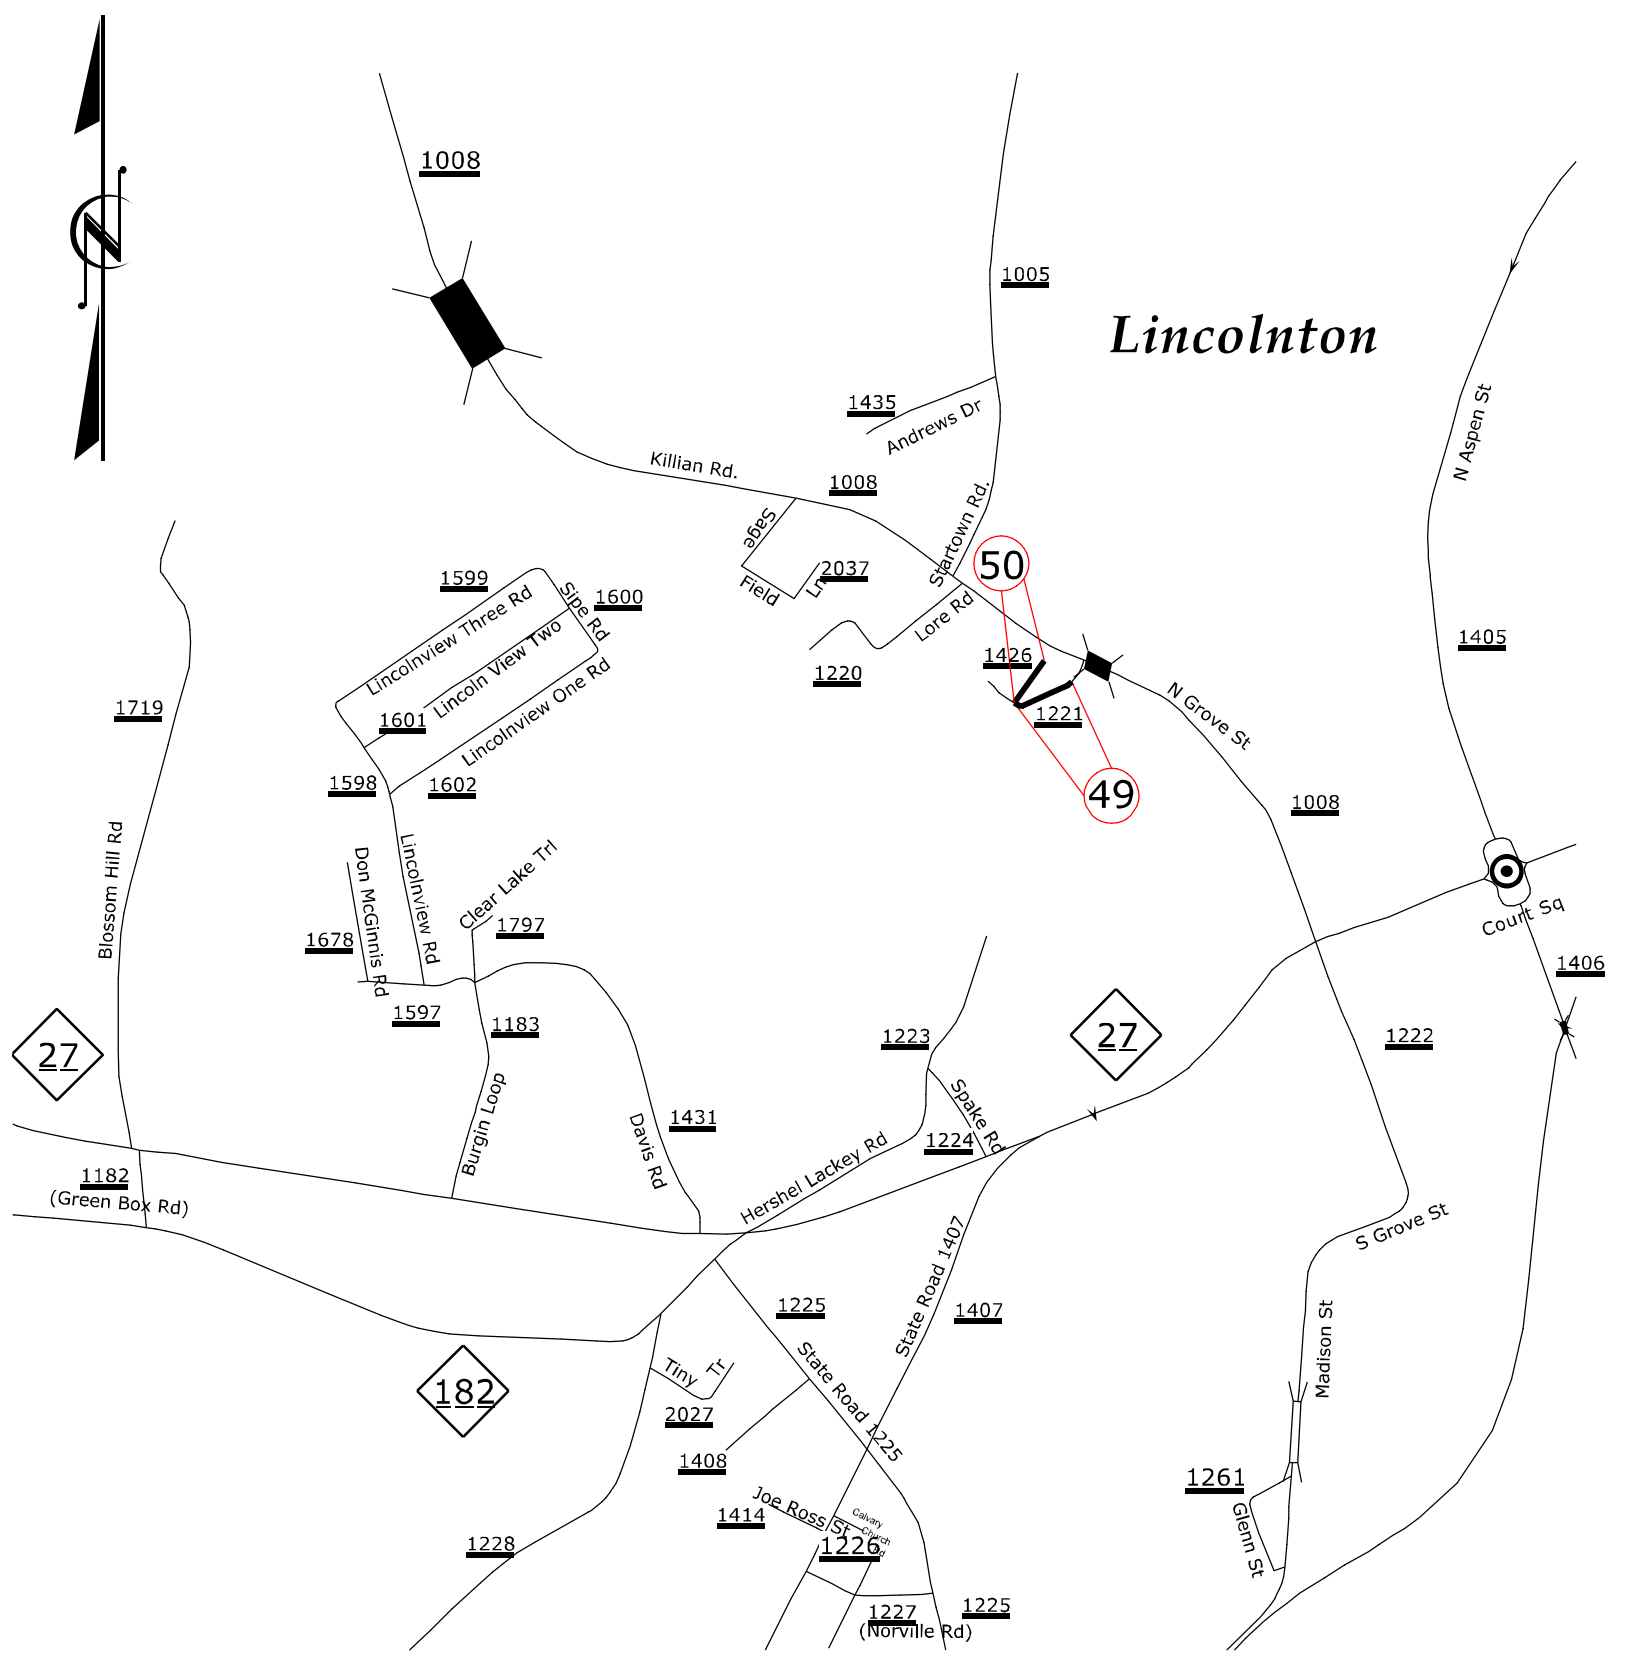 N
1008
1005
Lincolnton
1435
Andrews Dr
N Aspen St
Killian Rd.
1008
Startown Rd.
Sage
Field
Ln
2037
50
1599
Lincolnview Three Rd
Sipe Rd
1600
Lincoln View Two
Lore Rd
1220
1426
1405
1719
1601
Lincolnview One Rd
1221
N Grove St
1598
1602
49
1008
Blossom Hill Rd
Don McGinnis Rd
Lincolnview Rd
Clear Lake Trl
1797
1678
Court Sq
1406
1597
1183
27
1223
27
1222
Burgin Loop
Davis Rd
1431
Spake Rd
1224
Hershel Lackey Rd
1182
(Green Box Rd)
S Grove St
State Road 1407
1225
1407
State Road 1225
Madison St
182
Tiny Tr
2027
1408
1261
Glenn St
Joe Ross St
1414
Calvary
Church
Rd
1226
1228
1227
(Norville Rd)
1225